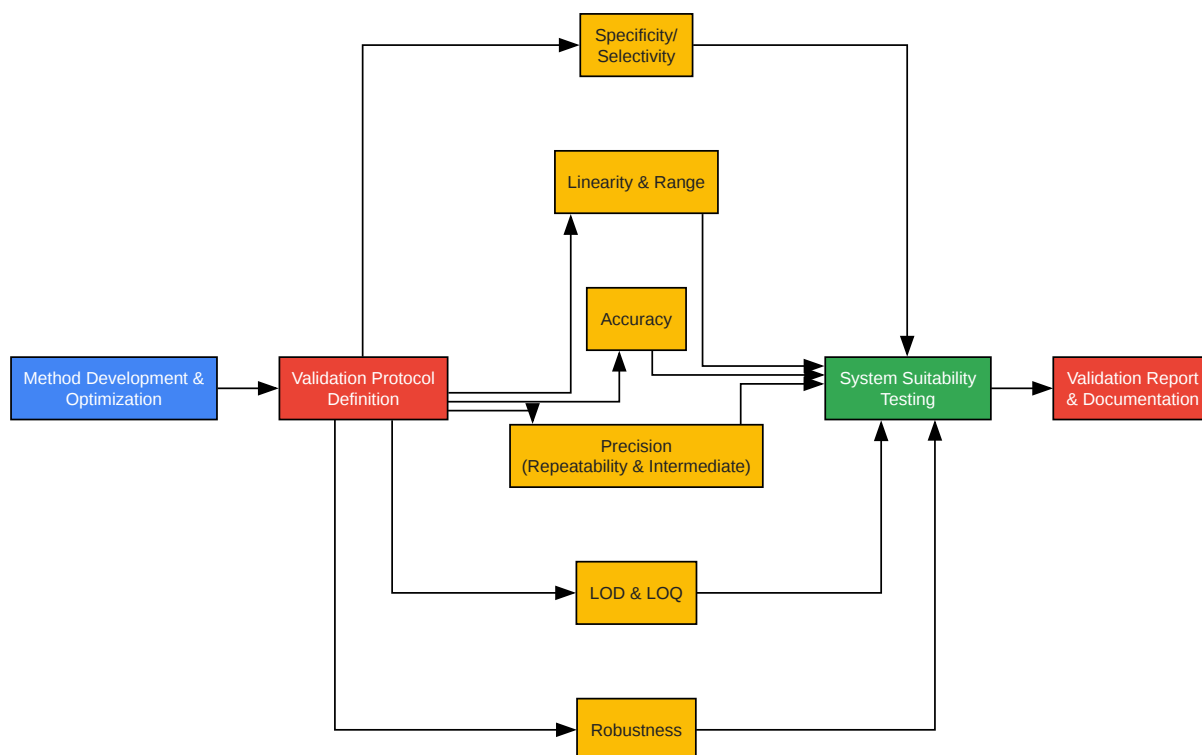 Specificity/
Selectivity
Linearity & Range
Accuracy
Method Development &
Optimization
Validation Protocol
Definition
System Suitability
Testing
Validation Report
& Documentation
Precision
(Repeatability & Intermediate)
LOD & LOQ
Robustness